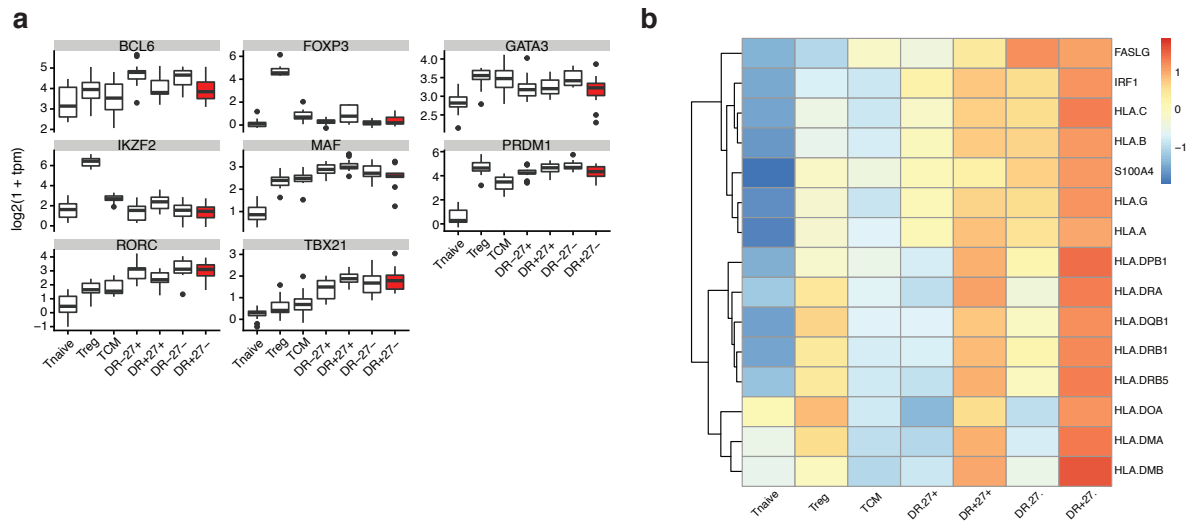 a
b
BCL6
FOXP3
GATA3
5
4
3
2
6
4
2
0
4.0
3.5
3.0
2.5
IKZF2
MAF
PRDM1
log2(1 + tpm)
6
4
2
0
3
2
1
6
4
2
0
RORC
TBX21
4
3
2
1
0
−1
3
2
1
0
Tnaive
Treg
TCM
DR−27+
DR+27+
DR−27−
DR+27−
Tnaive
Treg
TCM
DR−27+
DR+27+
DR−27−
DR+27−
Tnaive
Treg
TCM
DR−27+
DR+27+
DR−27−
DR+27−
FASLG
IRF1
HLA.C
HLA.B
S100A4
HLA.G
HLA.A
HLA.DPB1
HLA.DRA
HLA.DQB1
HLA.DRB1
HLA.DRB5
HLA.DOA
HLA.DMA
HLA.DMB
1
0
−1
Tnaive
Treg
TCM
DR.27+
DR+27+
DR.27.
DR+27.